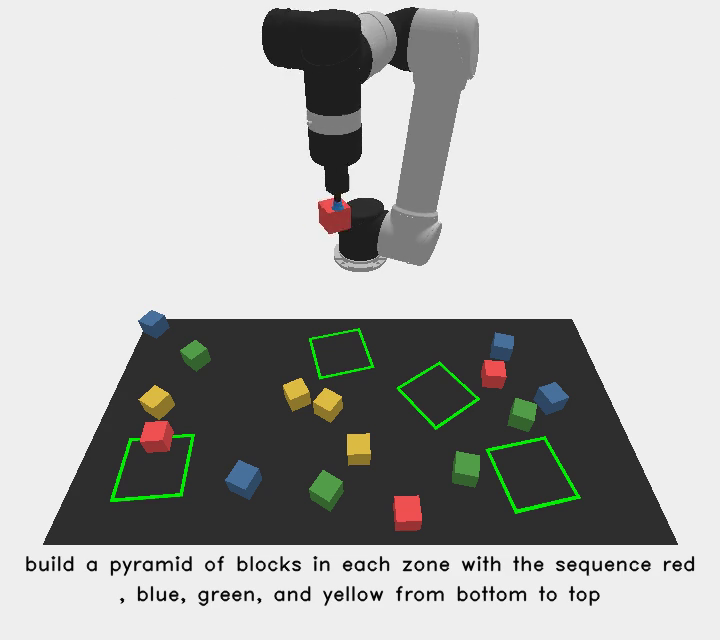 build a pyramid of blocks in each zone with the sequence red
, blue, green, and yellow from bottom to top